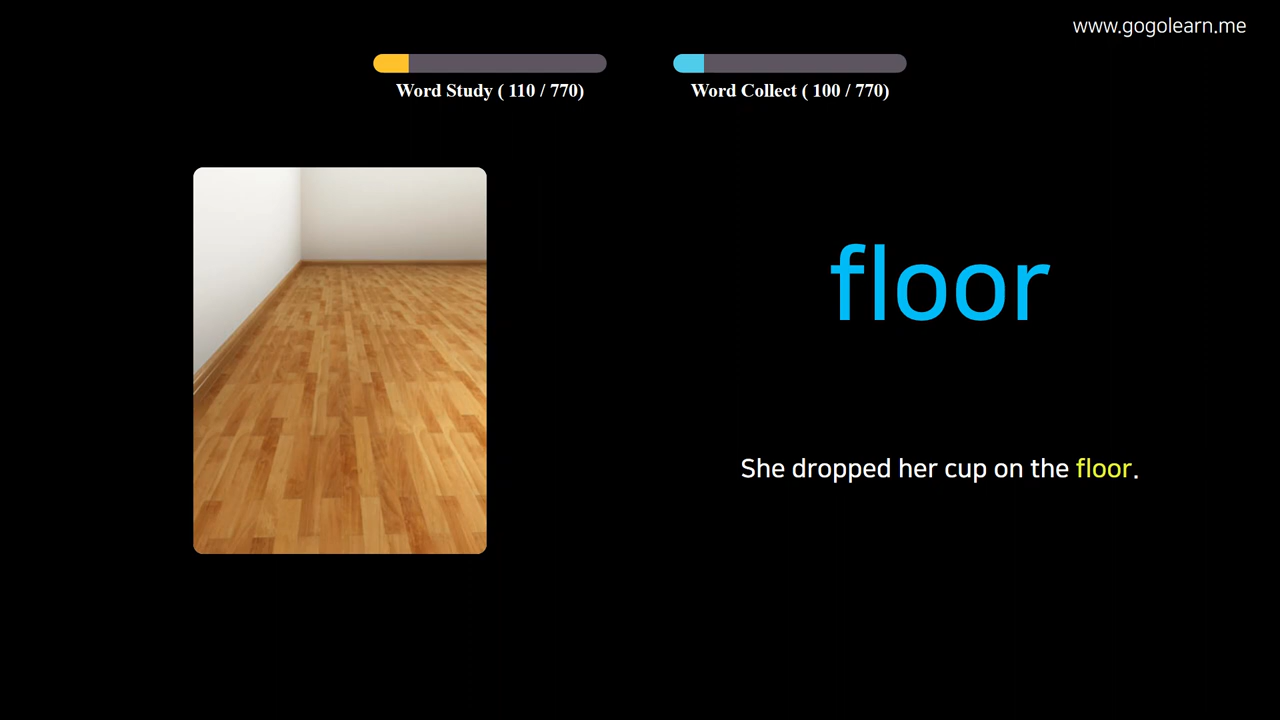 www.gogolearn.me
Word Study ( 110 / 770)
Word Collect ( 100 / 770)
floor
She dropped her cup on the floor.